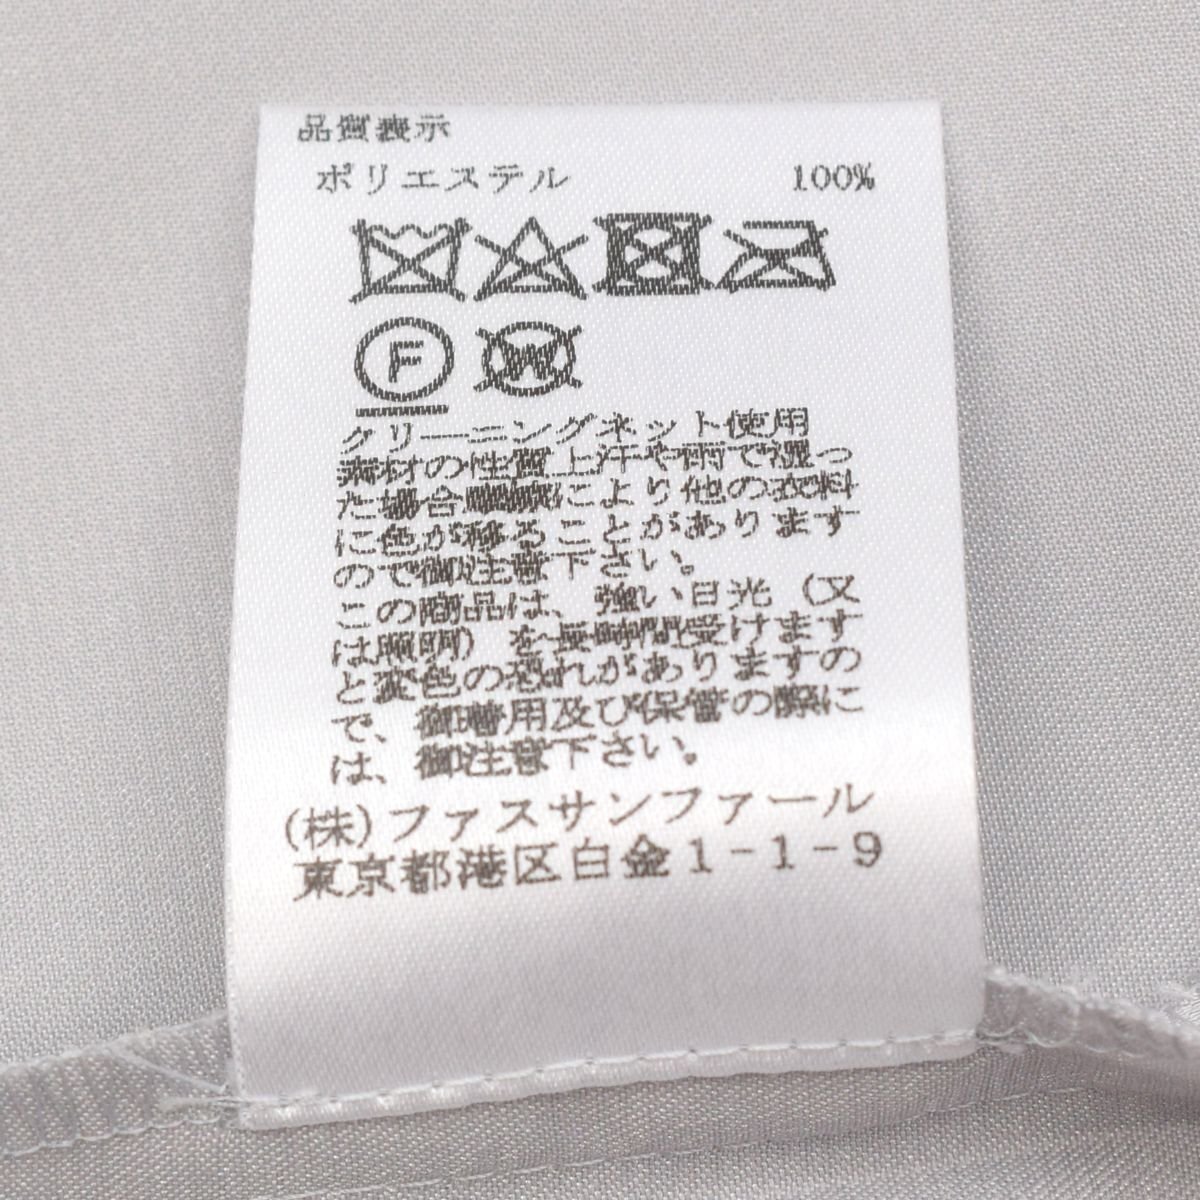 品質表示
ポリエステル 100%
F
W
クリーニングネット使用
素材の性質上汗や雨で湿っ
た場合摩擦により他の衣料
に色が移ることがあります
ので御注意下さい。
この商品は、強い日光（又
は照明）を長時間受けます
と変色の恐れがありますの
で、御着用及び保管の際に
は、御注意下さい。
(株)ファスサンファール
東京都港区白金1-1-9